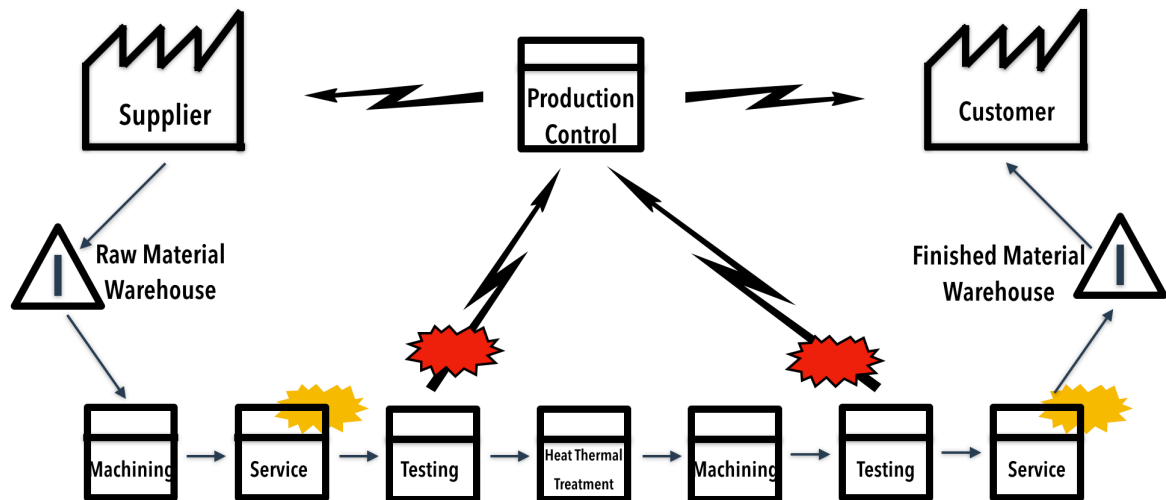 Supplier
Production
Control
Customer
Raw Material
Warehouse
I
Finished Material
Warehouse
I
Machining
Service
Testing
Heat Thermal
Treatment
Machining
Testing
Service